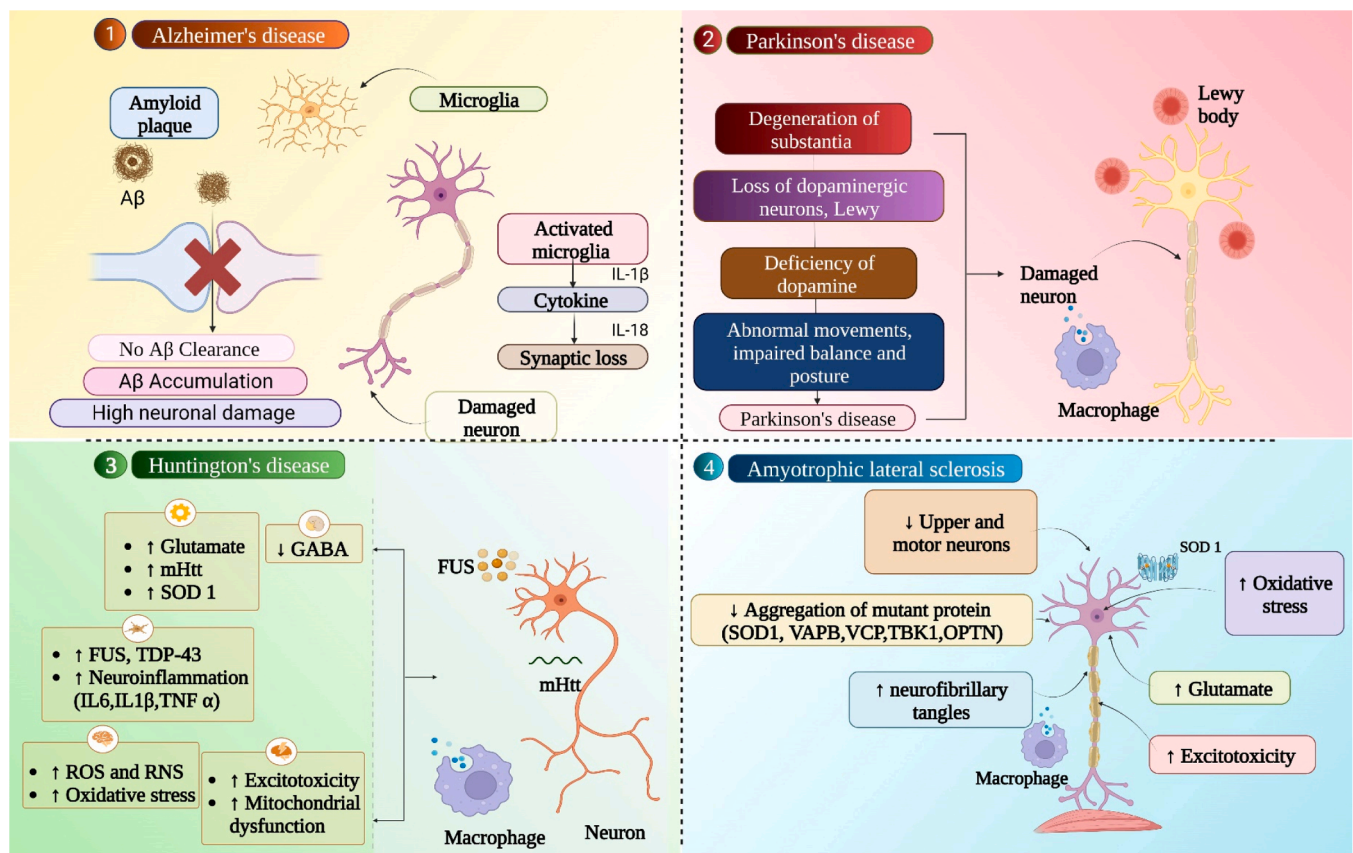 1 Alzheimer's disease
Amyloid
plaque
Aβ
Microglia
Activated
microglia
IL-1β
Cytokine
IL-18
Synaptic loss
No Aβ Clearance
Aβ Accumulation
High neuronal damage
Damaged
neuron
2 Parkinson's disease
Degeneration of
substantia
Loss of dopaminergic
neurons, Lewy
Deficiency of
dopamine
Abnormal movements,
impaired balance and
posture
Parkinson's disease
Lewy
body
Damaged
neuron
Macrophage
3 Huntington's disease
• ↑ Glutamate
• ↑ mHtt
• ↑ SOD 1
↓ GABA
• ↑ FUS, TDP-43
• ↑ Neuroinflammation
(IL6,IL1β,TNF α)
• ↑ ROS and RNS
• ↑ Oxidative stress
• ↑ Excitotoxicity
• ↑ Mitochondrial
dysfunction
FUS
mHtt
Macrophage
Neuron
4 Amyotrophic lateral sclerosis
↓ Upper and
motor neurons
SOD 1
↑ Oxidative
stress
↓ Aggregation of mutant protein
(SOD1, VAPB,VCP,TBK1,OPTN)
↑ neurofibrillary
tangles
↑ Glutamate
Macrophage
↑ Excitotoxicity